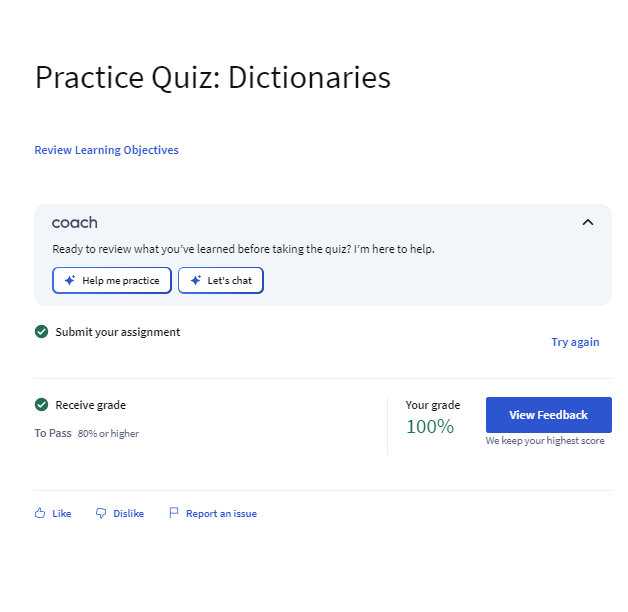 Practice Quiz: Dictionaries
Review Learning Objectives
coach
Ready to review what you've learned before taking the quiz? I'm here to help.
Help me practice
Let's chat
Submit your assignment
Try again
Receive grade
To Pass 80% or higher
Your grade
100%
View Feedback
We keep your highest score
Like
Dislike
Report an issue